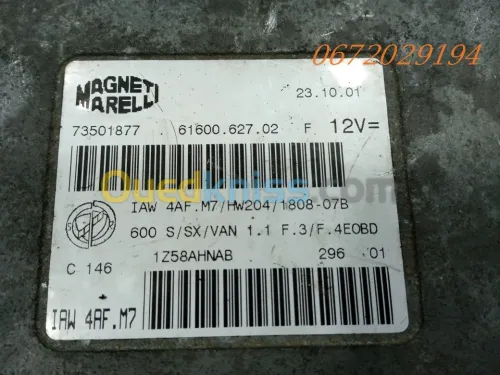 0672029194
MAGNETI
MARELLI
23.10.01
73501877 61600.627.02 F 12V=
Ouedkniss
.com
IAW 4AF.M7/HW204/1808-07B
600 S/SX/VAN 1.1 F.3/F.4EOBD
C 146 1Z58AHNAB 296 01
IAW 4AF.M7